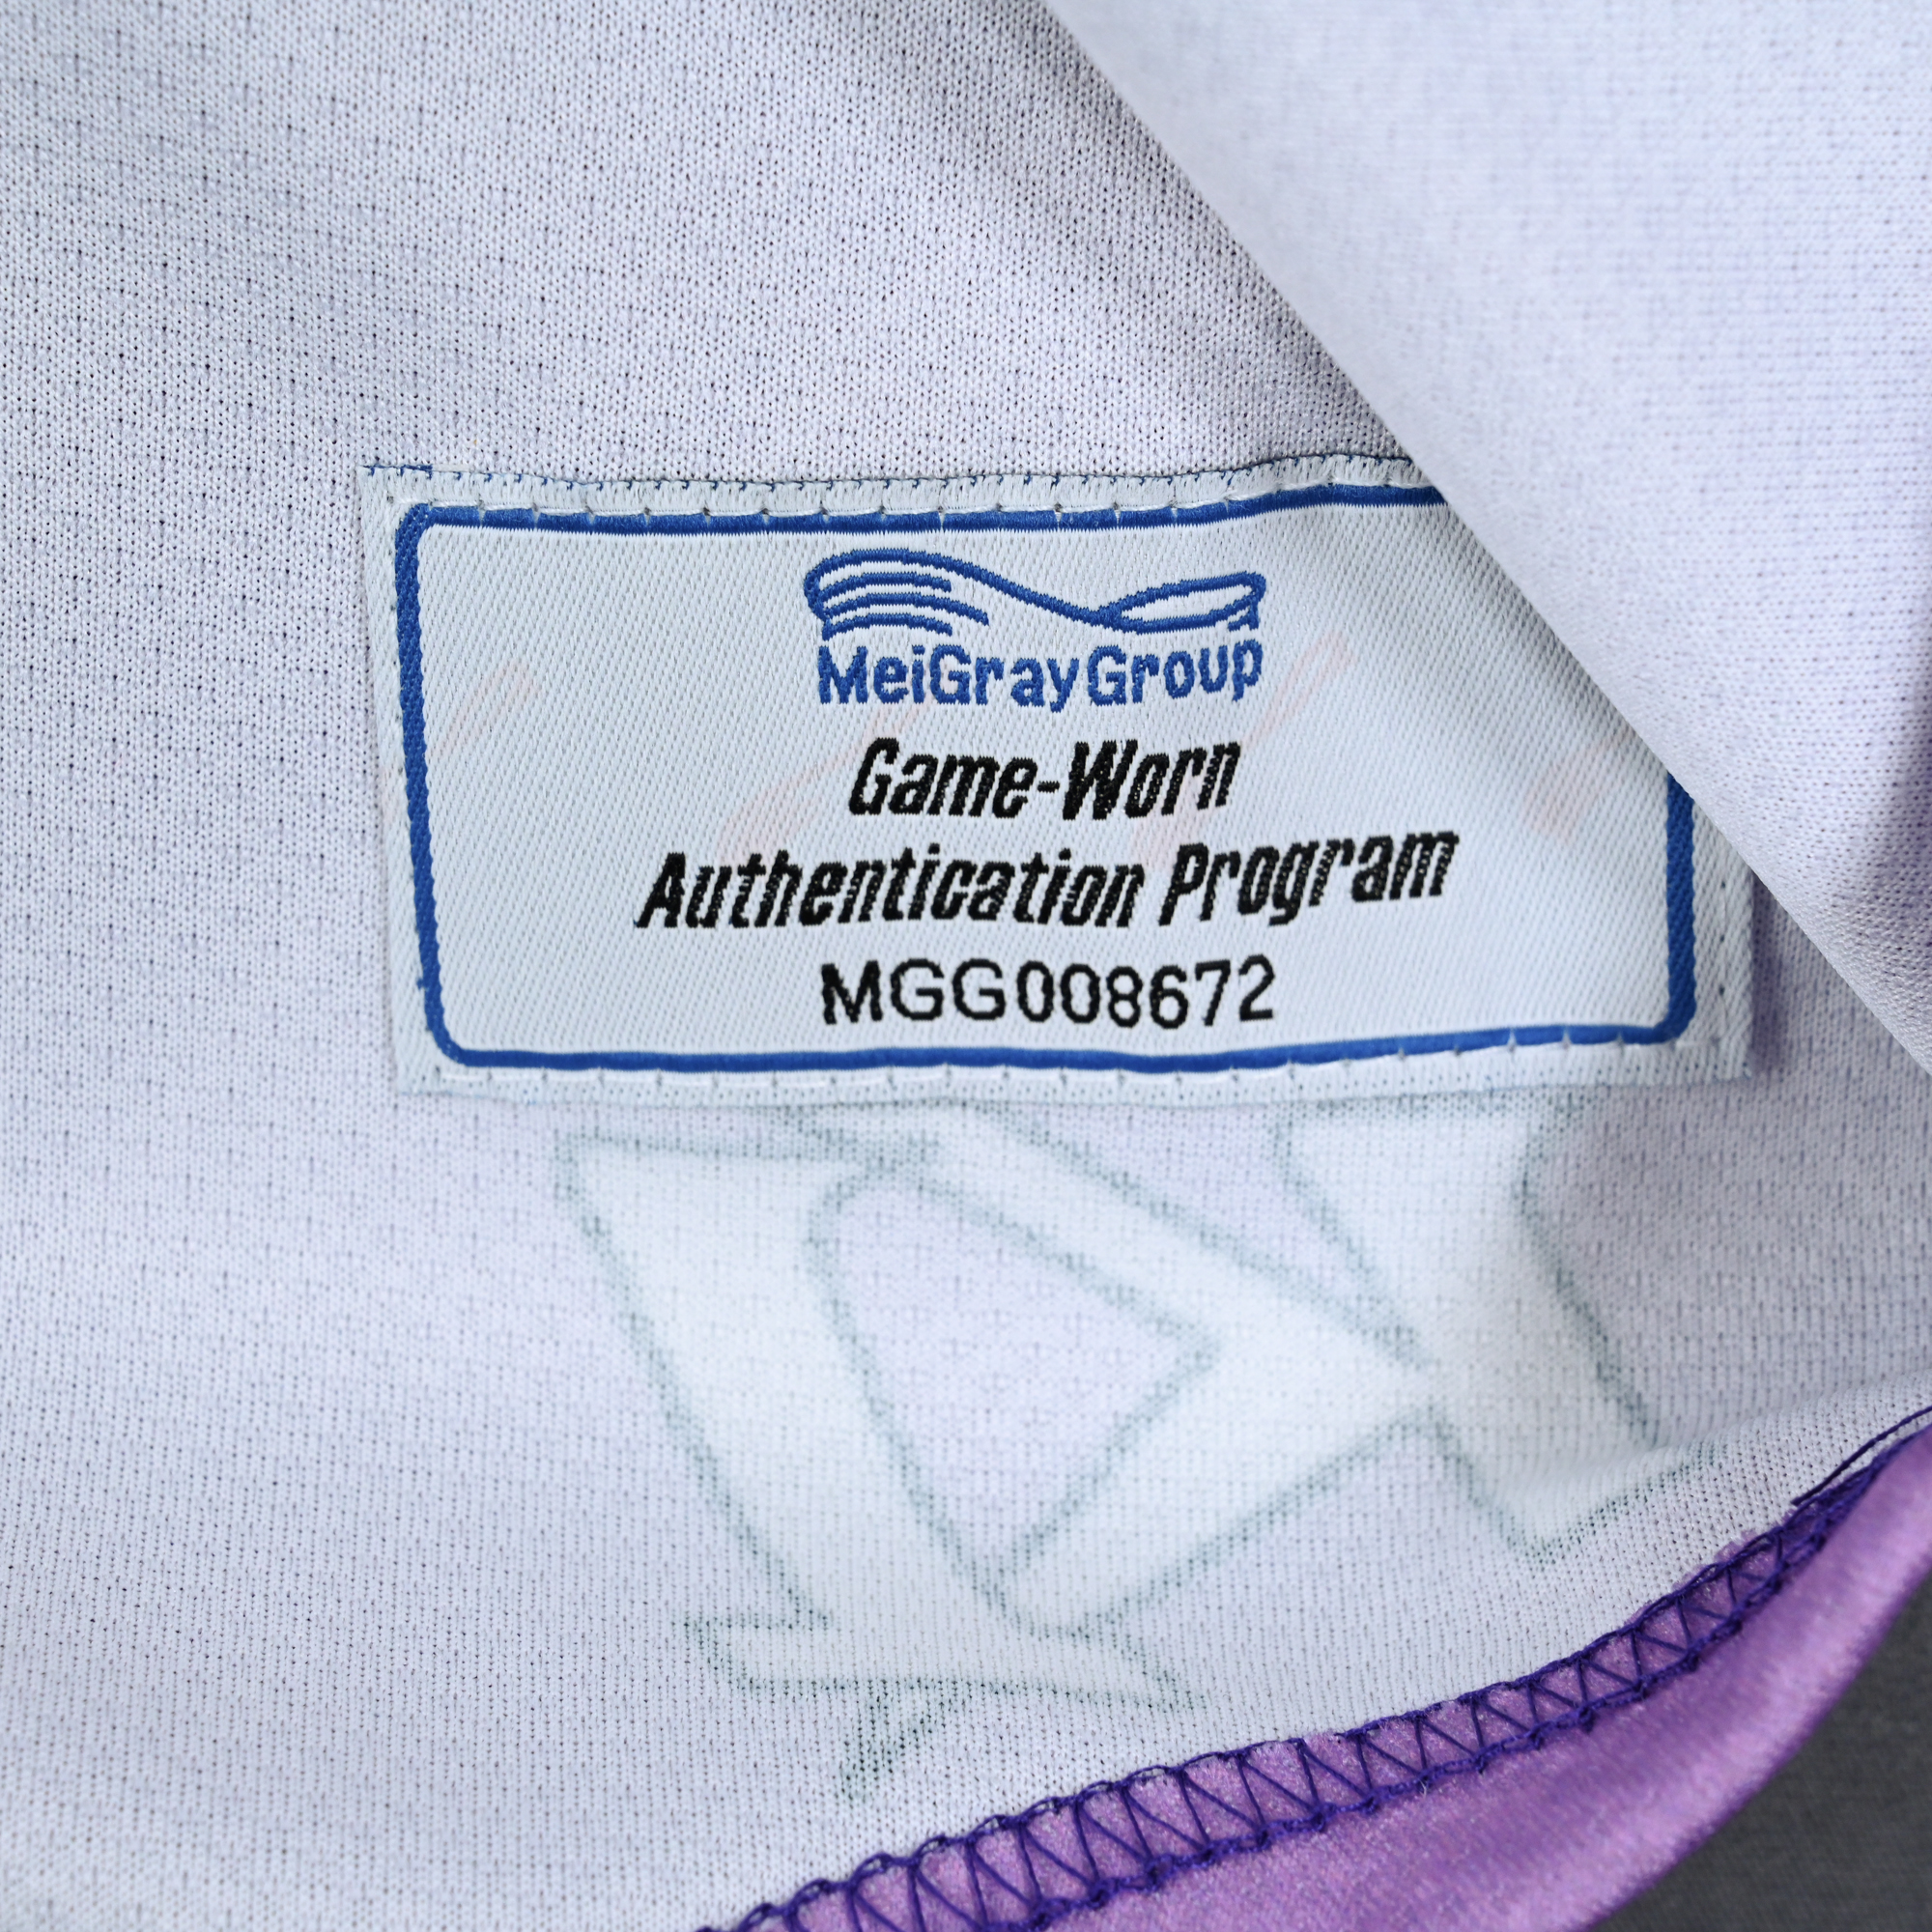 MeiGrayGroup
Game-Worn
Authentication Program
MGG008672